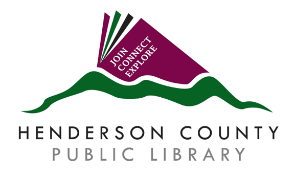 JOIN
CONNECT
EXPLORE
HENDERSON COUNTY
PUBLIC LIBRARY